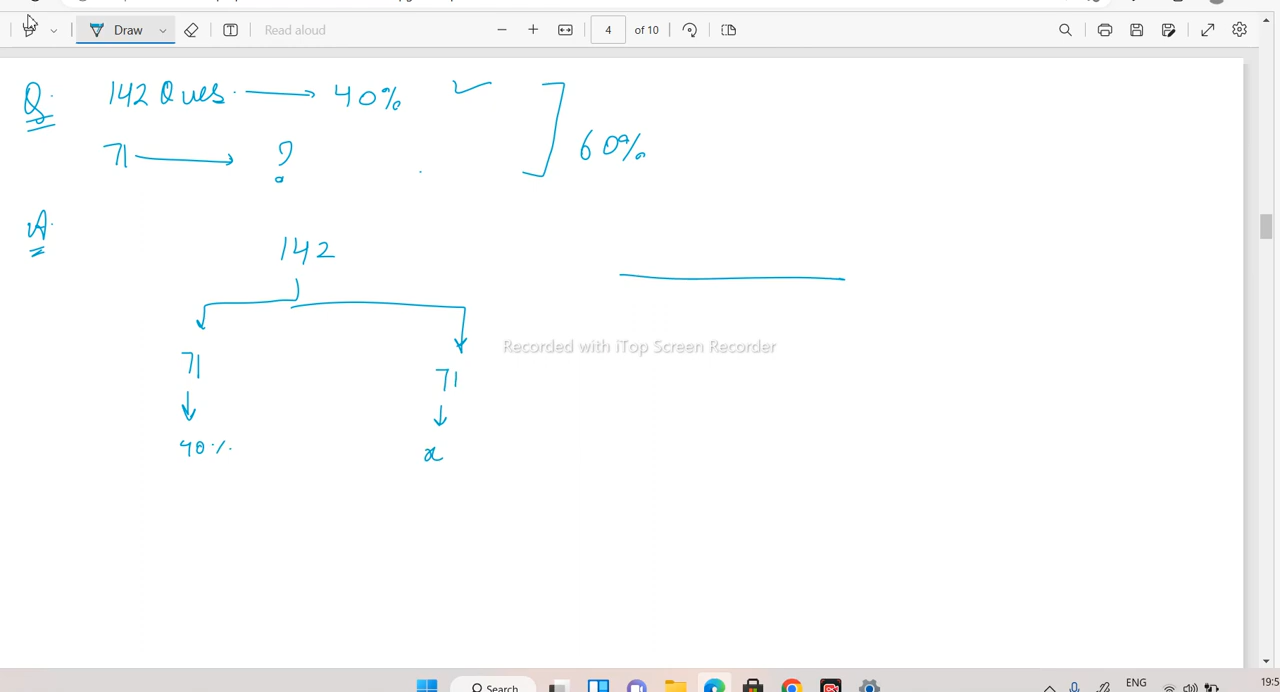 Draw
Read aloud
4 of 10
Q. 142 Ques. → 40% ✓
71 → ?
60%
A.
142
71
71
40%
x
Recorded with iTop Screen Recorder
Search
ENG